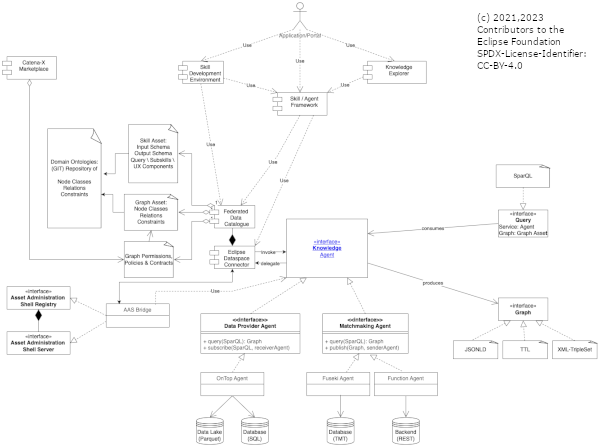 (c) 2021,2023
Contributors to the
Eclipse Foundation
SPDX-License-Identifier:
CC-BY-4.0
Application/Portal
Use
Use
Use
Catena-X
Marketplace
Skill
Development
Environment
Knowledge
Explorer
Use
Use
Skill / Agent
Framework
Use
Use
Use
Domain Ontologies:
(GIT) Repository of
Node Classes
Relations
Constraints
Skill Asset:
Input Schema
Output Schema
Query \ Subskills \
UX Components
Graph Asset:
Node Classes
Relations
Constraints
Graph Permissions,
Policies & Contracts
Federated
Data
Catalogue
Eclipse
Dataspace
Connector
invoke
delegate
«interface»
Knowledge
Agent
consumes
produces
SparQL
«interface»
Query
Service: Agent
Graph: Graph Asset
«interface»
Graph
JSONLD
TTL
XML-TripleSet
«interface»
Asset Administration
Shell Registry
«interface»
Asset Administration
Shell Server
AAS Bridge
Use
«interface»
Data Provider Agent
+ query(SparQL): Graph
+ subscribe(SparQL, receiverAgent)
«interface»
Matchmaking Agent
+ query(SparQL): Graph
+ publish(Graph, senderAgent)
OnTop Agent
Fuseki Agent
Function Agent
Data Lake
(Parquet)
Database
(SQL)
Database
(TMT)
Backend
(REST)